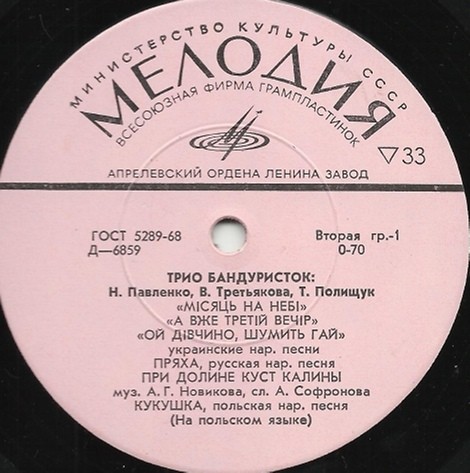 МИНИСТЕРСТВО КУЛЬТУРЫ СССР
МЕЛОДИЯ
ВСЕСОЮЗНАЯ ФИРМА ГРАМПЛАСТИНОК
▽33
АПРЕЛЕВСКИЙ ОРДЕНА ЛЕНИНА ЗАВОД
ГОСТ 5289-68
Д—6859
Вторая гр.-1
0-70
ТРИО БАНДУРИСТОК:
Н. Павленко, В. Третьякова, Т. Полищук
«МІСЯЦЬ НА НЕБІ»
«А ВЖЕ ТРЕТІЙ ВЕЧІР»
«ОЙ ДІВЧИНО, ШУМИТЬ ГАЙ»
украинские нар. песни
ПРЯХА, русская нар. песня
ПРИ ДОЛИНЕ КУСТ КАЛИНЫ
муз. А. Г. Новикова, сл. А. Софронова
КУКУШКА, польская нар. песня
(На польском языке)